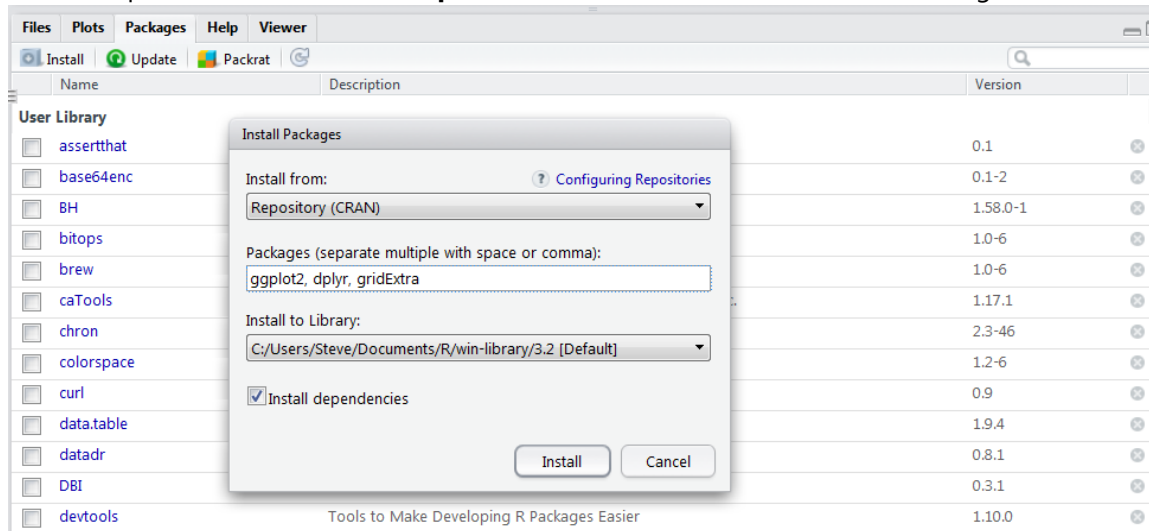 Files Plots Packages Help Viewer
Install Update Packrat
Name Description Version
User Library
assertthat 0.1
base64enc 0.1-2
BH 1.58.0-1
bitops 1.0-6
brew 1.0-6
caTools 1.17.1
chron 2.3-46
colorspace 1.2-6
curl 0.9
data.table 1.9.4
datadr 0.8.1
DBI 0.3.1
devtools Tools to Make Developing R Packages Easier 1.10.0
Install Packages
Install from: ? Configuring Repositories
Repository (CRAN)
Packages (separate multiple with space or comma):
ggplot2, dplyr, gridExtra
Install to Library:
C:/Users/Steve/Documents/R/win-library/3.2 [Default]
Install dependencies
Install Cancel